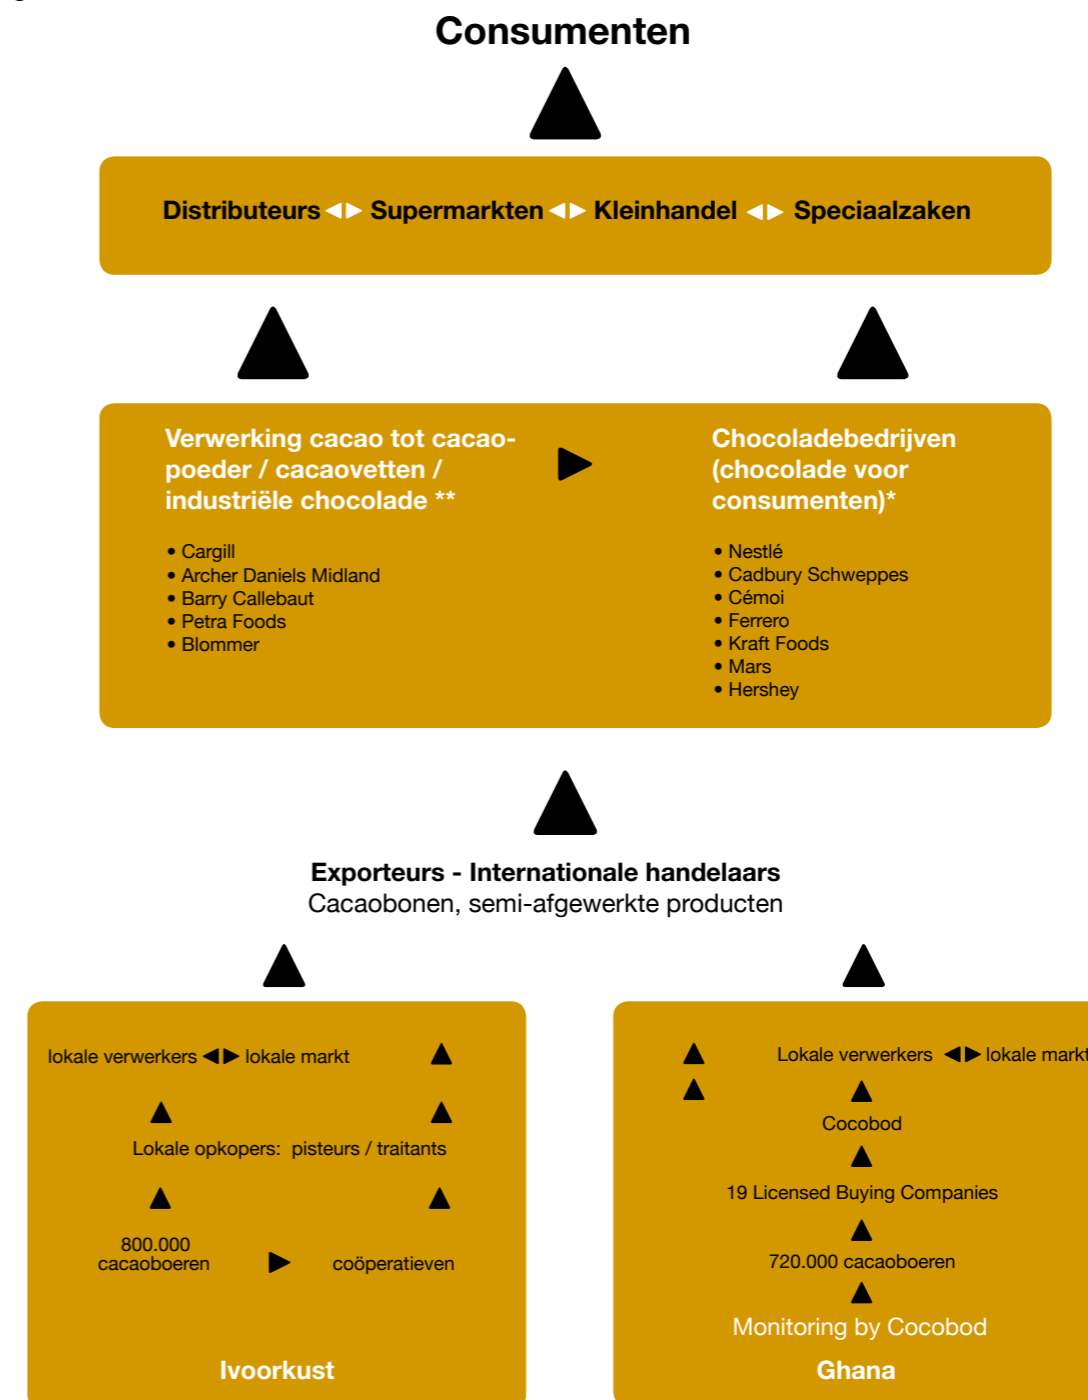 Consumenten
Distributeurs Supermarkten Kleinhandel Speciaalzaken
Verwerking cacao tot cacao-
poeder / cacaovetten /
industriële chocolade **
• Cargill
• Archer Daniels Midland
• Barry Callebaut
• Petra Foods
• Blommer
Chocoladebedrijven
(chocolade voor
consumenten)*
• Nestlé
• Cadbury Schweppes
• Cémoi
• Ferrero
• Kraft Foods
• Mars
• Hershey
Exporteurs - Internationale handelaars
Cacaobonen, semi-afgewerkte producten
lokale verwerkers lokale markt
Lokale opkopers: pisteurs / traitants
800.000
cacaoboeren
coöperatieven
Ivoorkust
Lokale verwerkers lokale markt
Cocobod
19 Licensed Buying Companies
720.000 cacaoboeren
Monitoring by Cocobod
Ghana